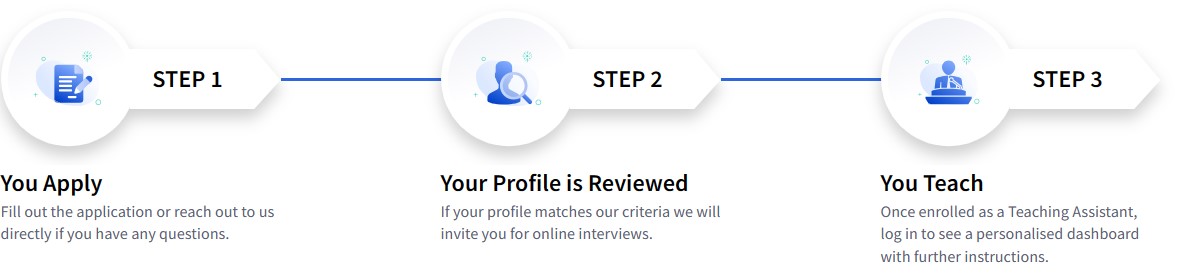 STEP 1
STEP 2
STEP 3
You Apply
Fill out the application or reach out to us
directly if you have any questions.
Your Profile is Reviewed
If your profile matches our criteria we will
invite you for online interviews.
You Teach
Once enrolled as a Teaching Assistant,
log in to see a personalised dashboard
with further instructions.